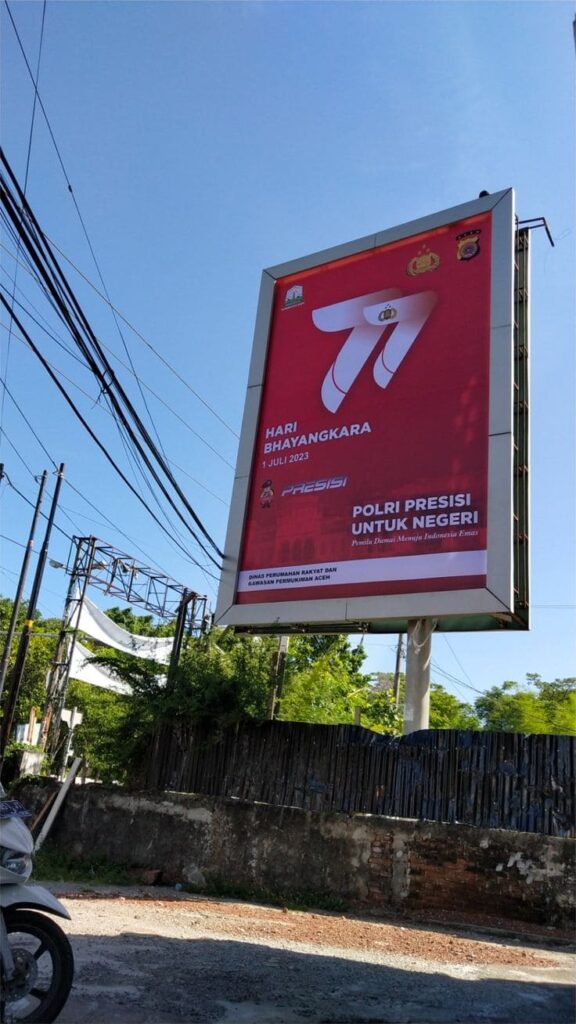 77
HARI
BHAYANGKARA
1 JULI 2023
PRESISI
POLRI PRESISI
UNTUK NEGERI
Pemilu Damai Menuju Indonesia Emas
DINAS PERUMAHAN RAKYAT DAN
KAWASAN PERMUKIMAN ACEH